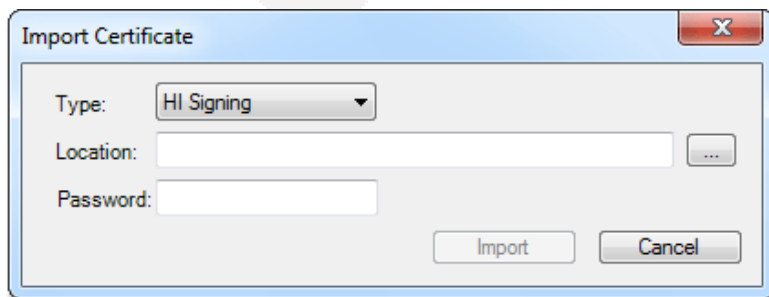 Import Certificate
Type: HI Signing
Location: ...
Password:
Import Cancel